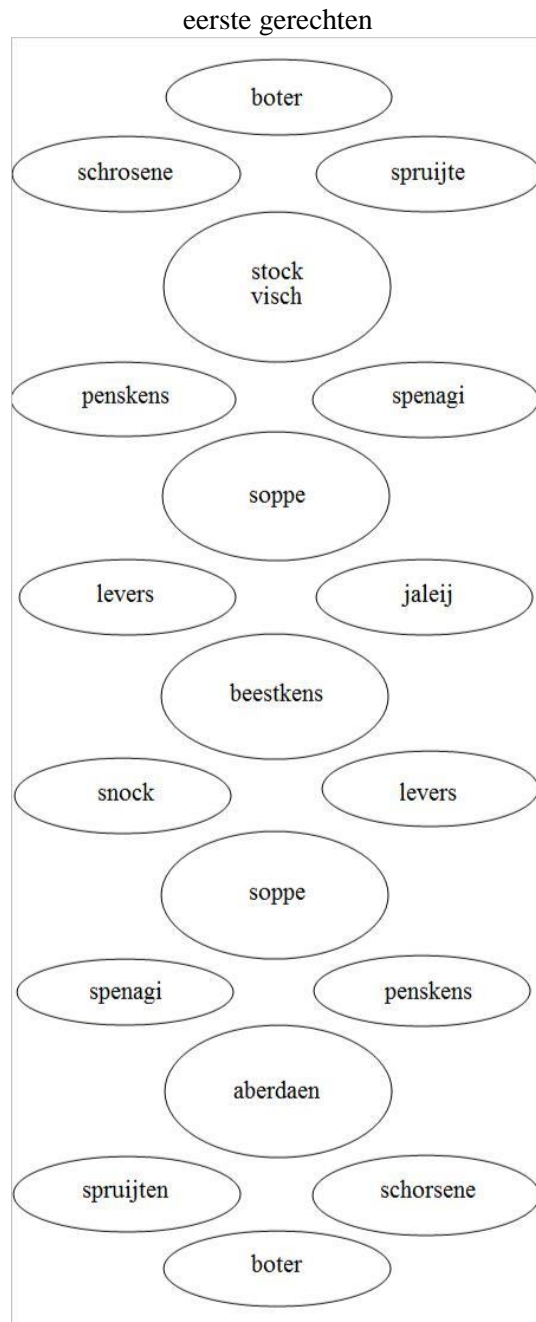 eerste gerechten
boter
schrosene
spruijte
stock
visch
penskens
spenagi
soppe
levers
jaleij
beestkens
snock
levers
soppe
spenagi
penskens
aberdaen
spruijten
schorsene
boter